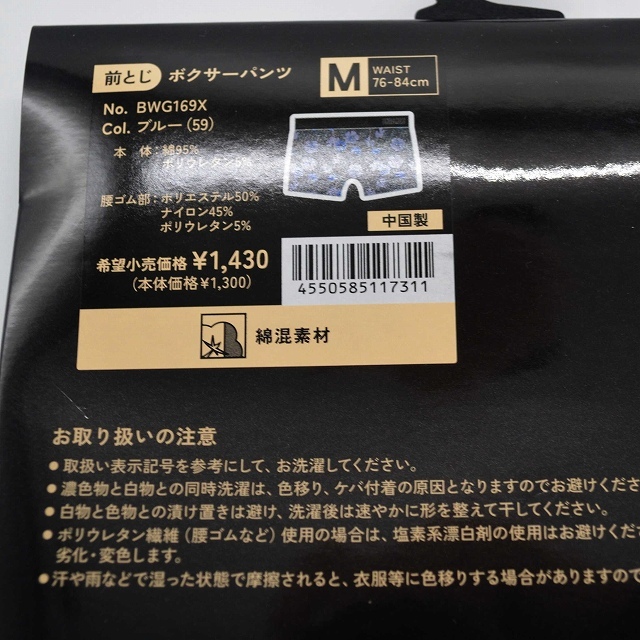 前とじ ボクサーパンツ
M WAIST 76-84cm
No. BWG169X
Col. ブルー(59)
本 体:綿95%
ポリウレタン5%
腰ゴム部:ポリエステル50%
ナイロン45%
ポリウレタン5%
中国製
希望小売価格 ¥1,430
(本体価格¥1,300)
4550585117311
綿混素材
お取り扱いの注意
●取扱い表示記号を参考にして、お洗濯してください。
●濃色物と白物との同時洗濯は、色移り、ケバ付着の原因となりますのでお避けくださ
●白物と色物との漬け置きは避け、洗濯後は速やかに形を整えて干してください。
●ポリウレタン繊維(腰ゴムなど)使用の場合は、塩素系漂白剤の使用はお避けくだ
劣化・変色します。
●汗や雨などで湿った状態で摩擦されると、衣服等に色移りする場合がありますので